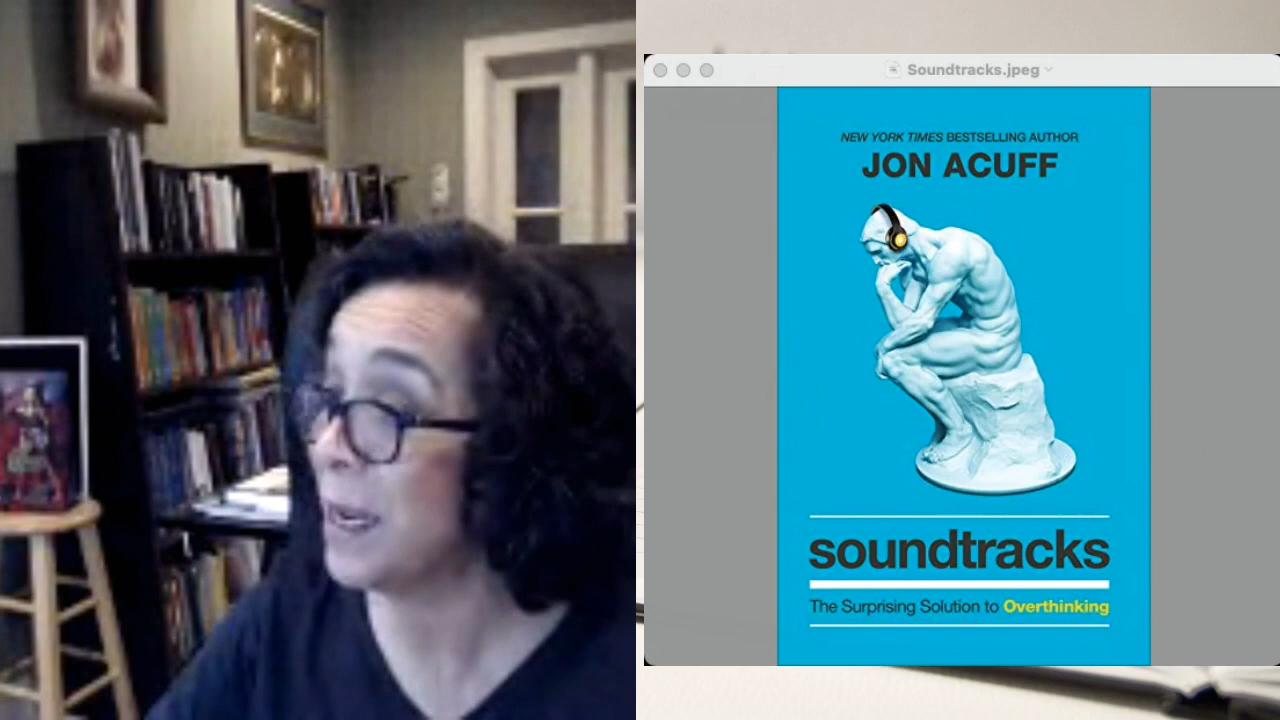 Soundtracks.jpeg
NEW YORK TIMES BESTSELLING AUTHOR
JON ACUFF
soundtracks
The Surprising Solution to Overthinking